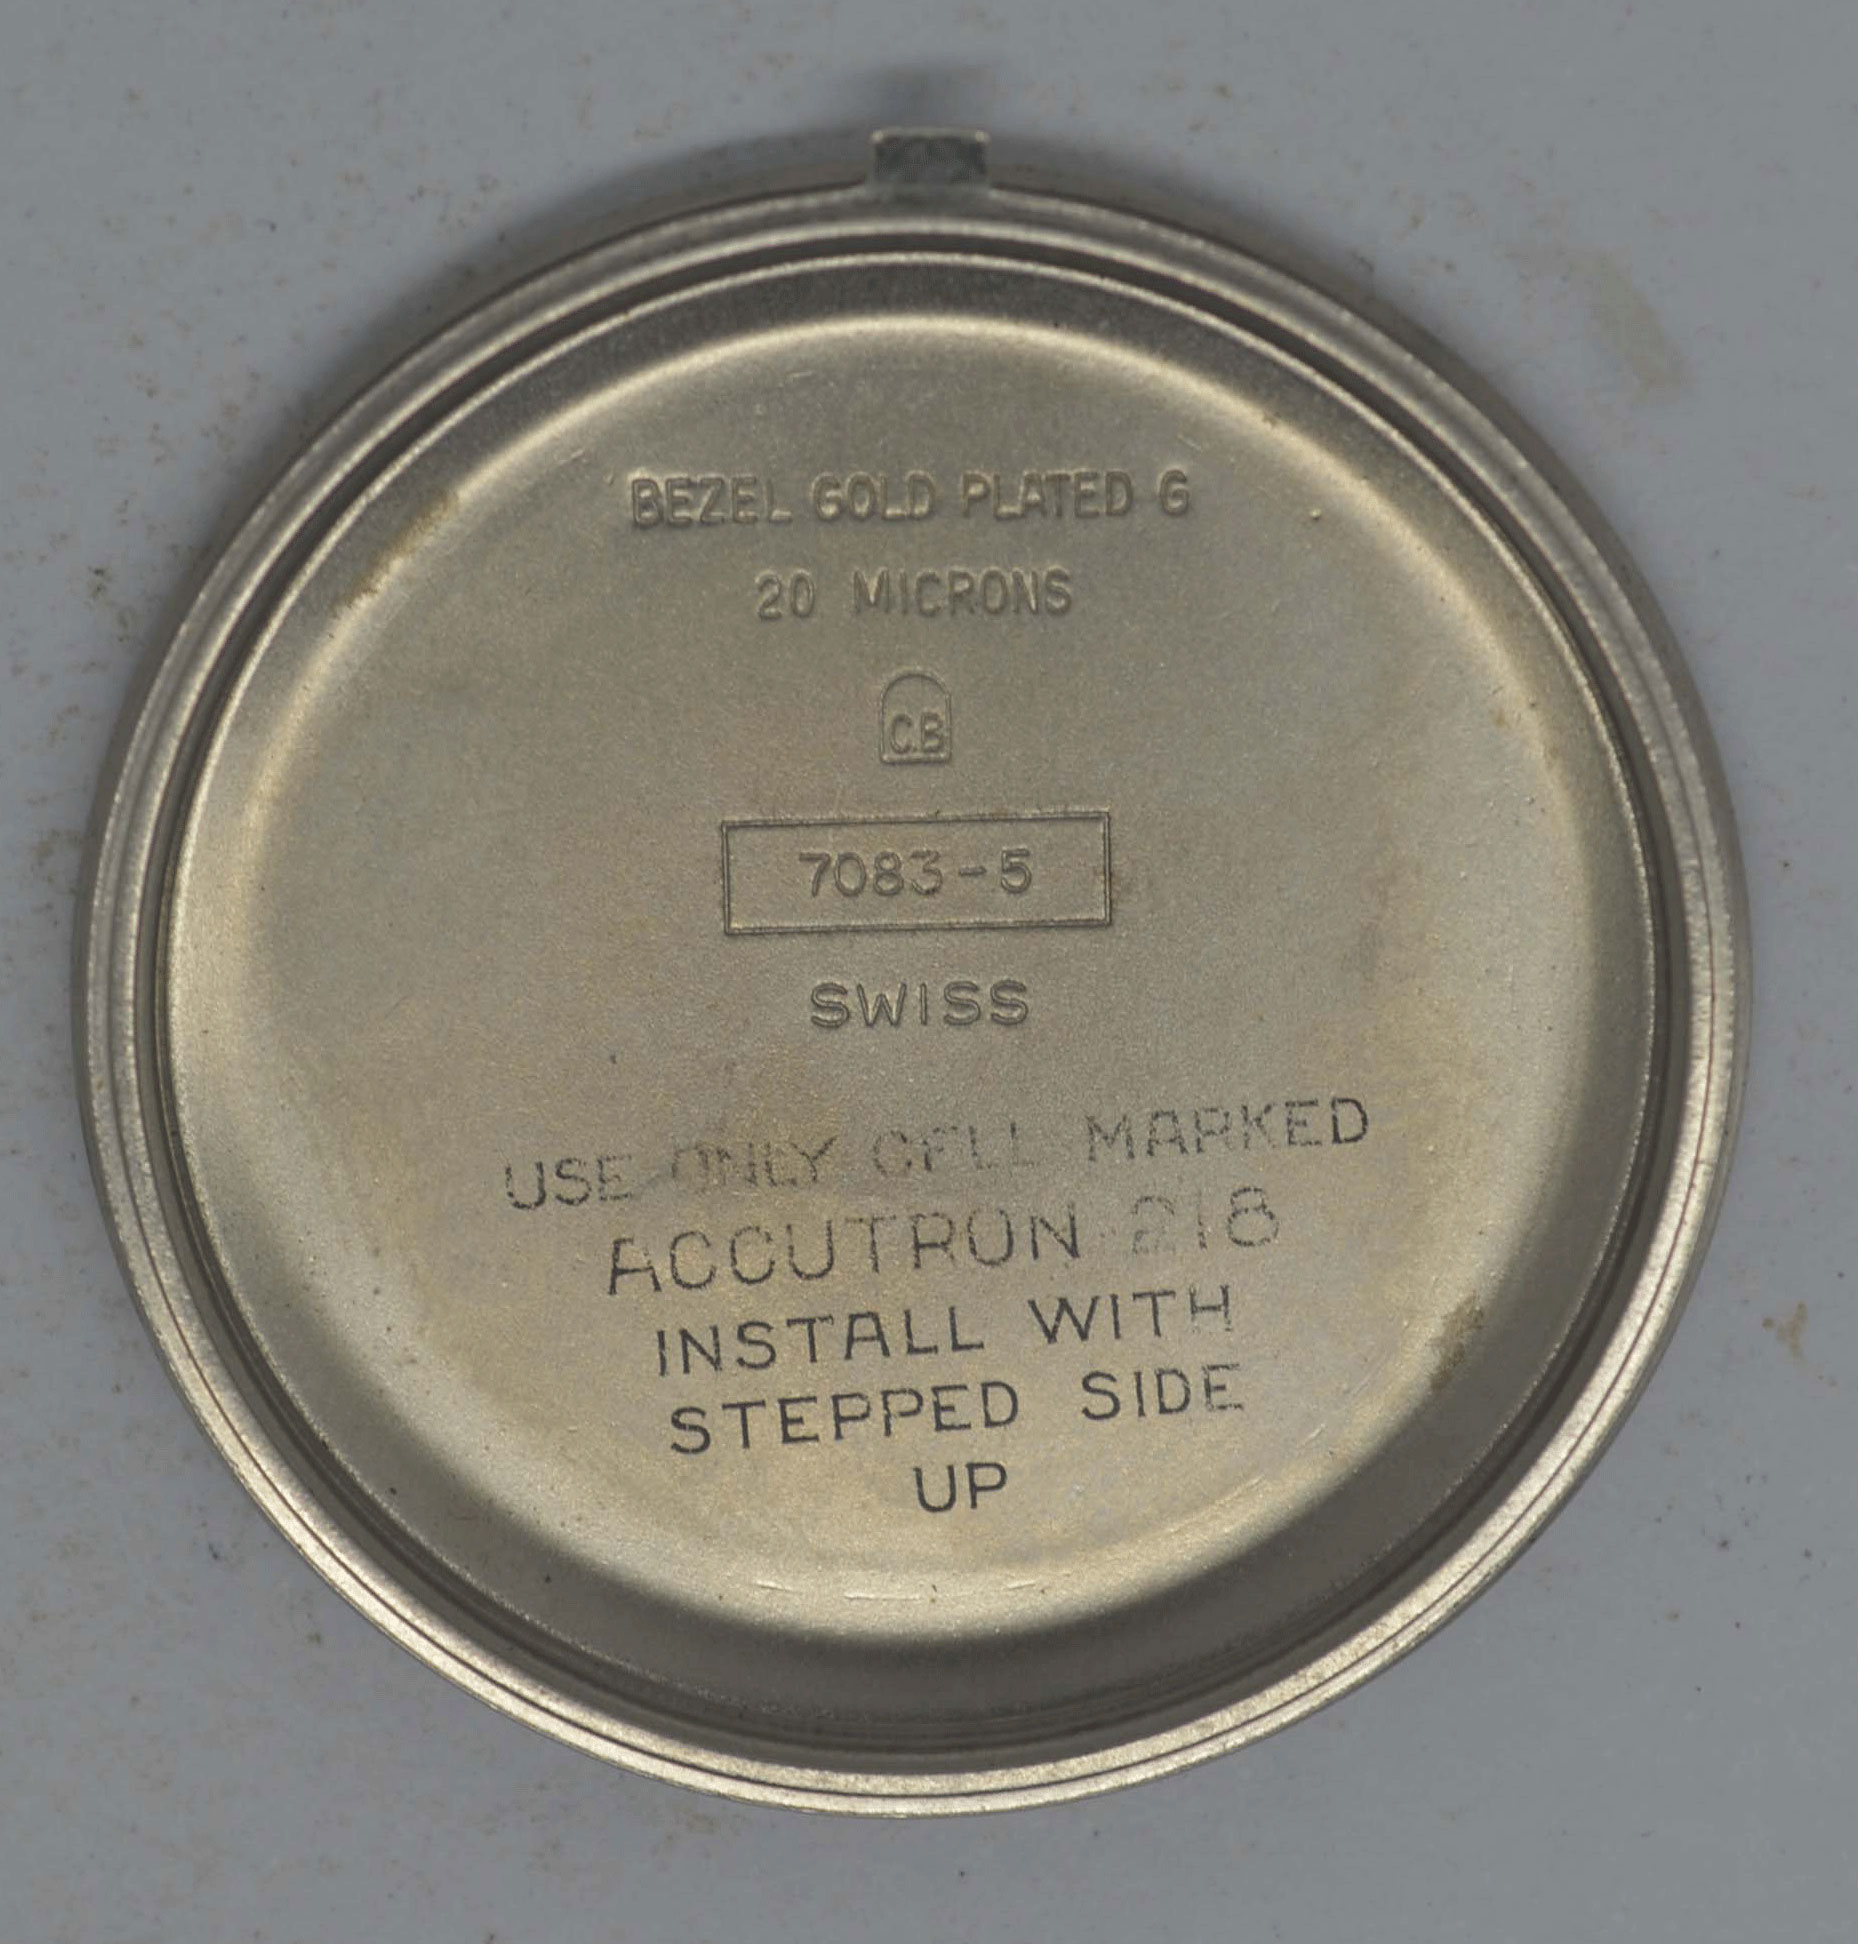 BEZEL GOLD PLATED G
20 MICRONS
CB
7083-5
SWISS
USE ONLY CELL MARKED
ACCUTRON 218
INSTALL WITH
STEPPED SIDE
UP